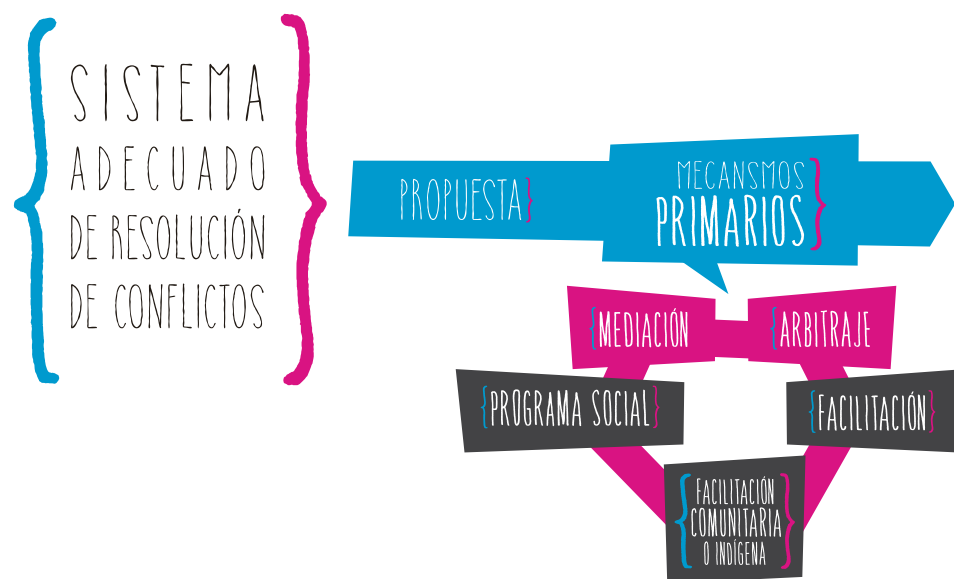 SISTEMA
ADECUADO
DE RESOLUCIÓN
DE CONFLICTOS
PROPUESTA}
MECANSMOS
PRIMARIOS}
{MEDIACIÓN
{ARBITRAJE
{PROGRAMA SOCIAL}
{FACILITACIÓN}
{FACILITACIÓN
COMUNITARIA
O INDÍGENA}